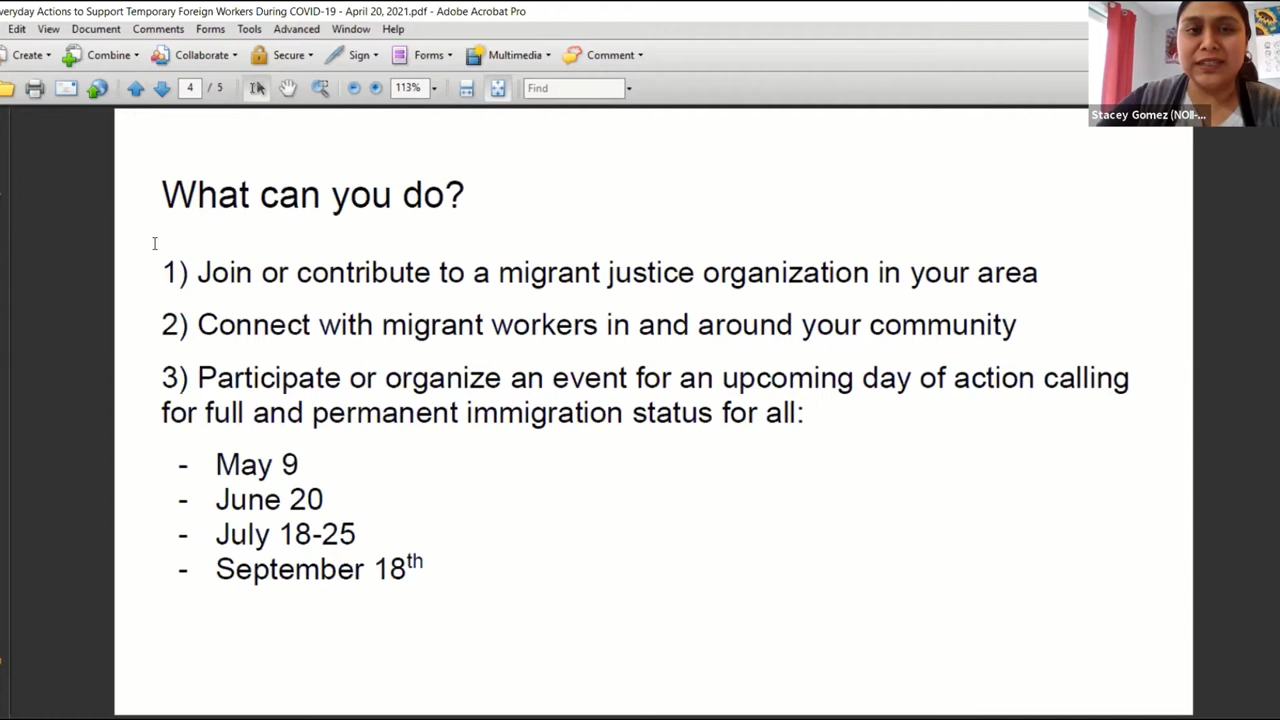 everyday Actions to Support Temporary Foreign Workers During COVID-19 - April 20, 2021.pdf - Adobe Acrobat Pro
Edit View Document Comments Forms Tools Advanced Window Help
Create Combine Collaborate Secure Sign Forms Multimedia Comment
4 / 5 113% Find
Stacey Gomez (NOII-...
What can you do?
1) Join or contribute to a migrant justice organization in your area
2) Connect with migrant workers in and around your community
3) Participate or organize an event for an upcoming day of action calling
for full and permanent immigration status for all:
- May 9
- June 20
- July 18-25
- September 18th